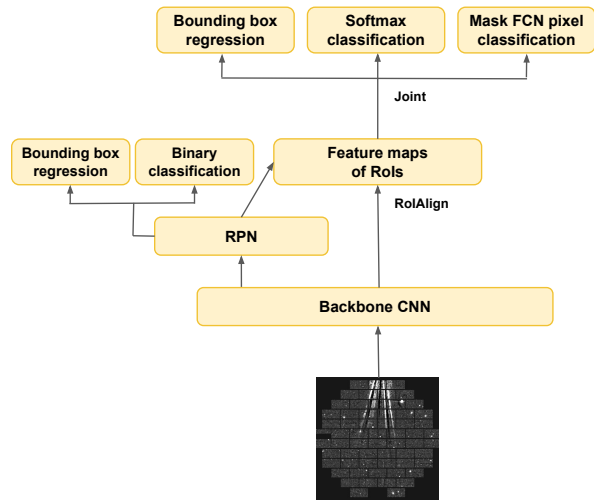 Bounding box
regression
Softmax
classification
Mask FCN pixel
classification
Joint
Bounding box
regression
Binary
classification
Feature maps
of RoIs
RoIAlign
RPN
Backbone CNN